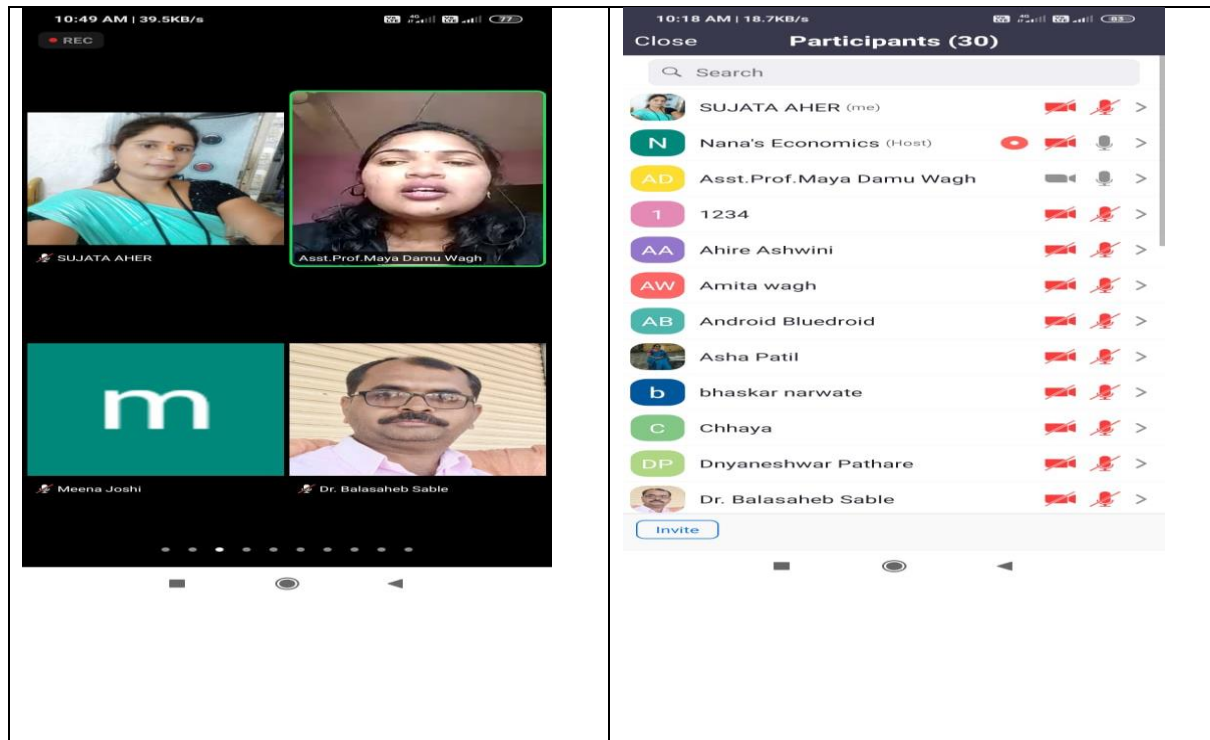 10:49 AM | 39.5KB/s
77
REC
SUJATA AHER
Asst.Prof.Maya Damu Wagh
m
Meena Joshi
Dr. Balasaheb Sable
10:18 AM | 18.7KB/s
83
Close Participants (30)
Search
SUJATA AHER (me)
N Nana's Economics (Host)
AD Asst.Prof.Maya Damu Wagh
1 1234
AA Ahire Ashwini
AW Amita wagh
AB Android Bluedroid
Asha Patil
b bhaskar narwate
C Chhaya
DP Dnyaneshwar Pathare
Dr. Balasaheb Sable
Invite